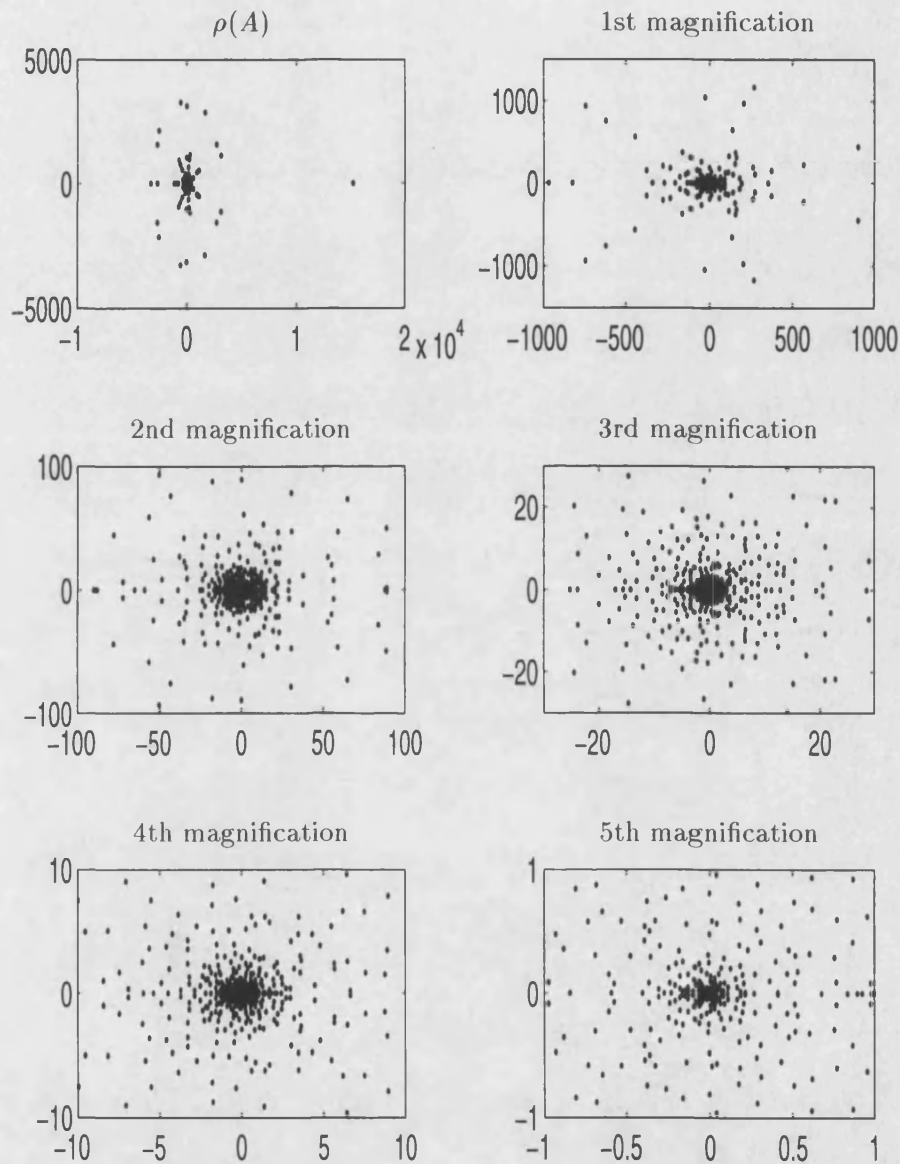 ρ(A)
1st magnification
5000
0
−5000
−1 0 1 2 x 10^4
1000
0
−1000
−1000 −500 0 500 1000
2nd magnification
3rd magnification
100
0
−100
−100 −50 0 50 100
20
0
−20
−20 0 20
4th magnification
5th magnification
10
0
−10
−10 −5 0 5 10
1
0
−1
−1 −0.5 0 0.5 1